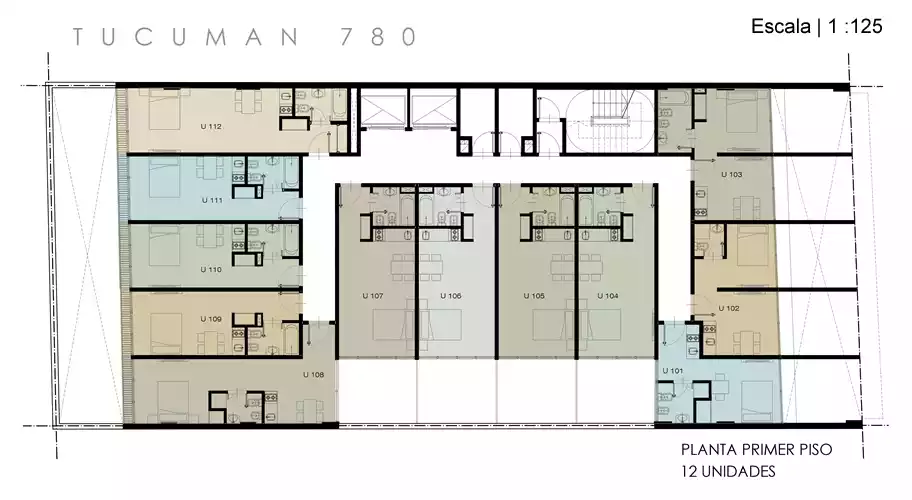 TUCUMAN 780
Escala | 1 :125
U 112
U 111
U 110
U 109
U 108
U 107
U 106
U 105
U 104
U 103
U 102
U 101
PLANTA PRIMER PISO
12 UNIDADES